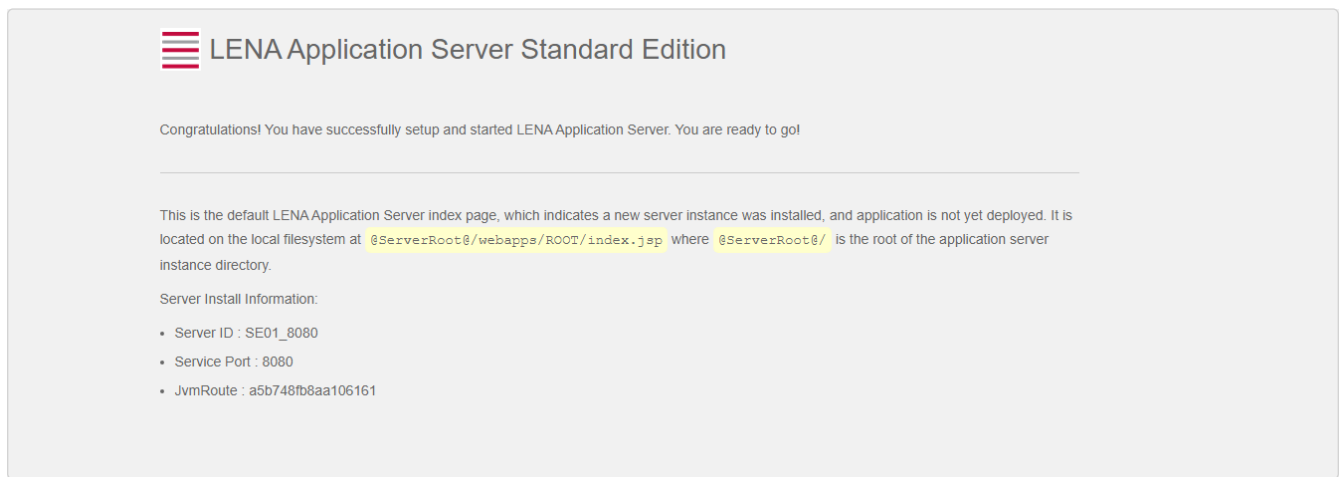 LENA Application Server Standard Edition
Congratulations! You have successfully setup and started LENA Application Server. You are ready to go!
This is the default LENA Application Server index page, which indicates a new server instance was installed, and application is not yet deployed. It is
located on the local filesystem at @ServerRoot@/webapps/ROOT/index.jsp where @ServerRoot@/ is the root of the application server
instance directory.
Server Install Information:
• Server ID : SE01_8080
• Service Port : 8080
• JvmRoute : a5b748fb8aa106161